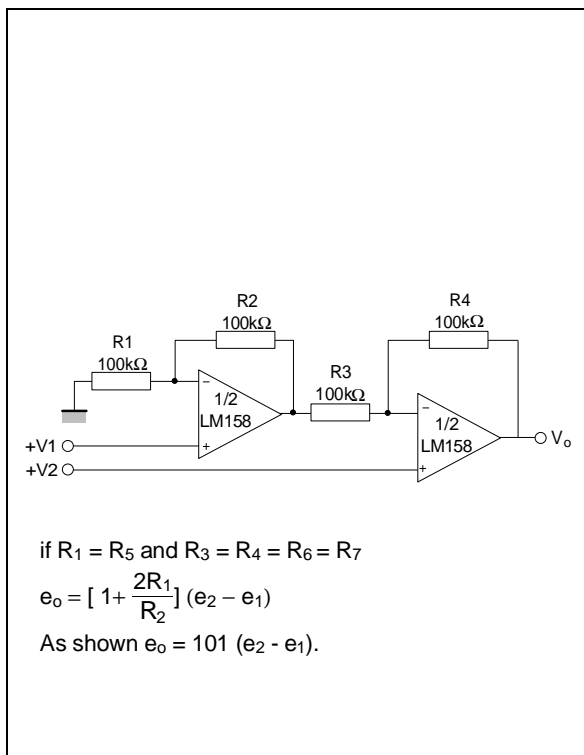 R2
100kΩ
R4
100kΩ
R1
100kΩ
R3
100kΩ
−
1/2
LM158
+
−
1/2
LM158
+
Vo
+V1
+V2
if R1 = R5 and R3 = R4 = R6 = R7
eo = [ 1+ 2R1/R2 ] (e2 − e1)
As shown eo = 101 (e2 - e1).